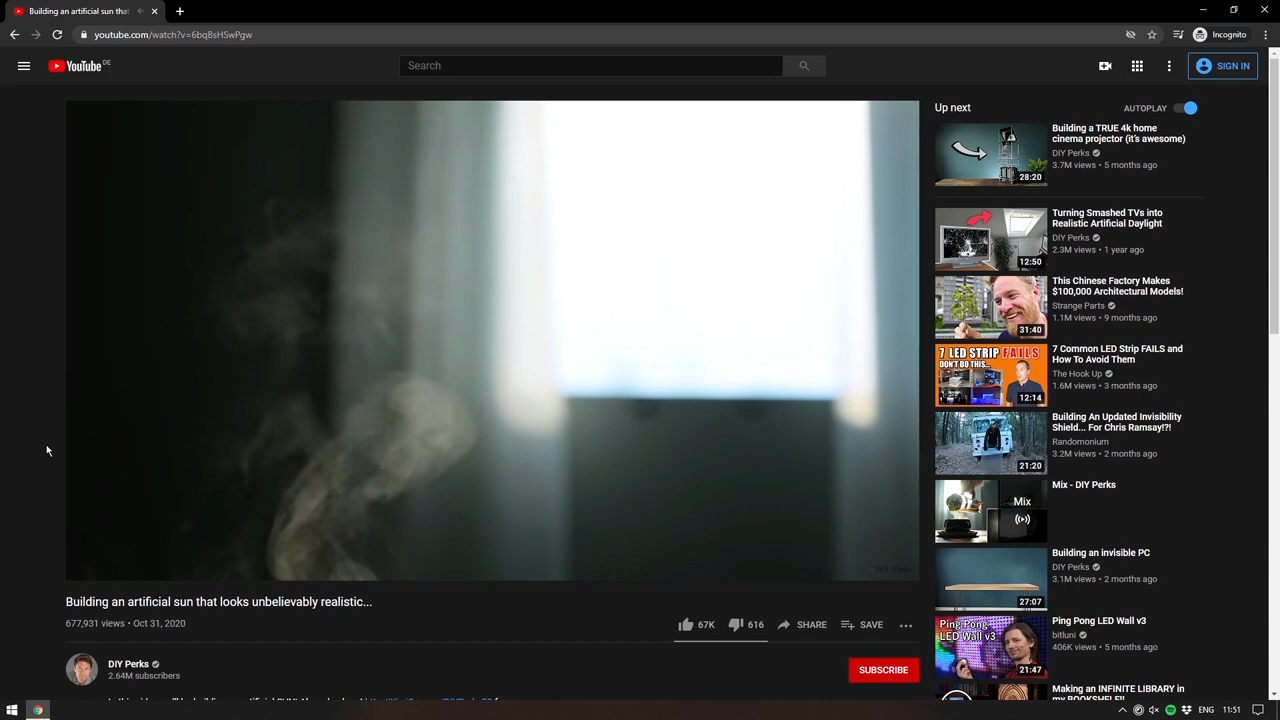 Building an artificial sun that
youtube.com/watch?v=6bqBsHSwPgw
Incognito
YouTube DE
Search
SIGN IN
DIY Perks
Building an artificial sun that looks unbelievably realistic...
677,931 views • Oct 31, 2020
67K
616
SHARE
SAVE
DIY Perks
2.64M subscribers
SUBSCRIBE
Up next
AUTOPLAY
28:20
Building a TRUE 4k home
cinema projector (it's awesome)
DIY Perks
3.7M views • 5 months ago
12:50
Turning Smashed TVs into
Realistic Artificial Daylight
DIY Perks
2.3M views • 1 year ago
31:40
This Chinese Factory Makes
$100,000 Architectural Models!
Strange Parts
1.1M views • 9 months ago
7 LED STRIP FAILS
DON'T DO THIS...
12:14
7 Common LED Strip FAILS and
How To Avoid Them
The Hook Up
1.6M views • 3 months ago
21:20
Building An Updated Invisibility
Shield... For Chris Ramsay!?!
Randomonium
3.2M views • 2 months ago
Mix
Mix - DIY Perks
27:07
Building an invisible PC
DIY Perks
3.1M views • 2 months ago
Ping Pong
LED Wall v3
21:47
Ping Pong LED Wall v3
bitluni
406K views • 5 months ago
Making an INFINITE LIBRARY in
my BOOKSHELF!!
ENG
11:51